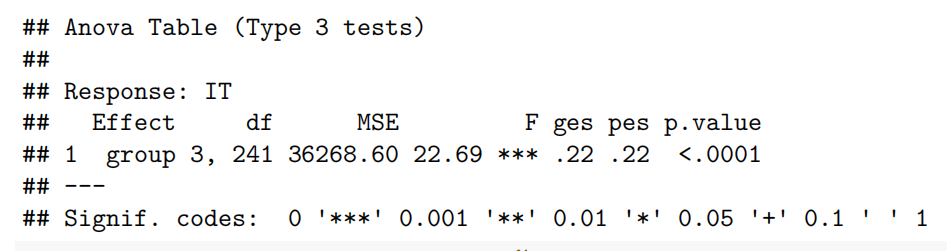 ## Anova Table (Type 3 tests)
##
## Response: IT
##   Effect     df      MSE         F ges pes p.value
## 1  group 3, 241 36268.60 22.69 *** .22 .22  <.0001
## ---
## Signif. codes:  0 '***' 0.001 '**' 0.01 '*' 0.05 '+' 0.1 ' ' 1